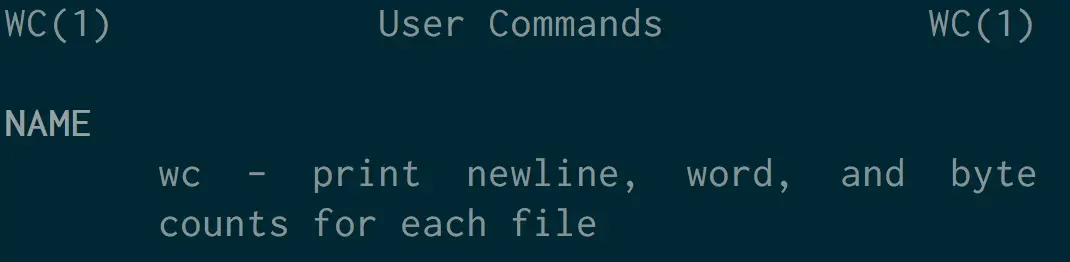 WC(1) User Commands WC(1)
NAME
wc - print newline, word, and byte
counts for each file